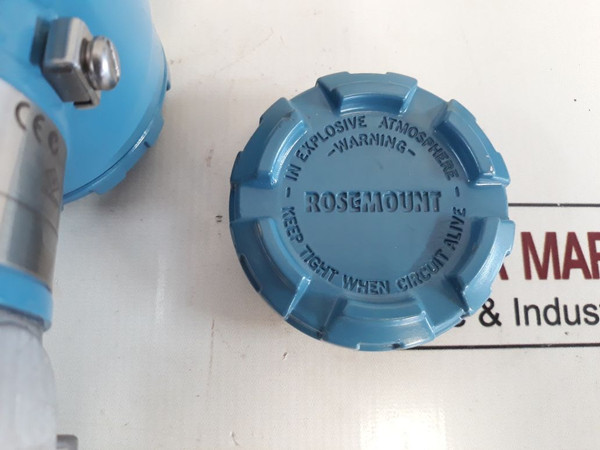 - IN EXPLOSIVE ATMOSPHERE -
-WARNING-
ROSEMOUNT
KEEP TIGHT WHEN CIRCUIT ALIVE
CE
MAR
& Indust